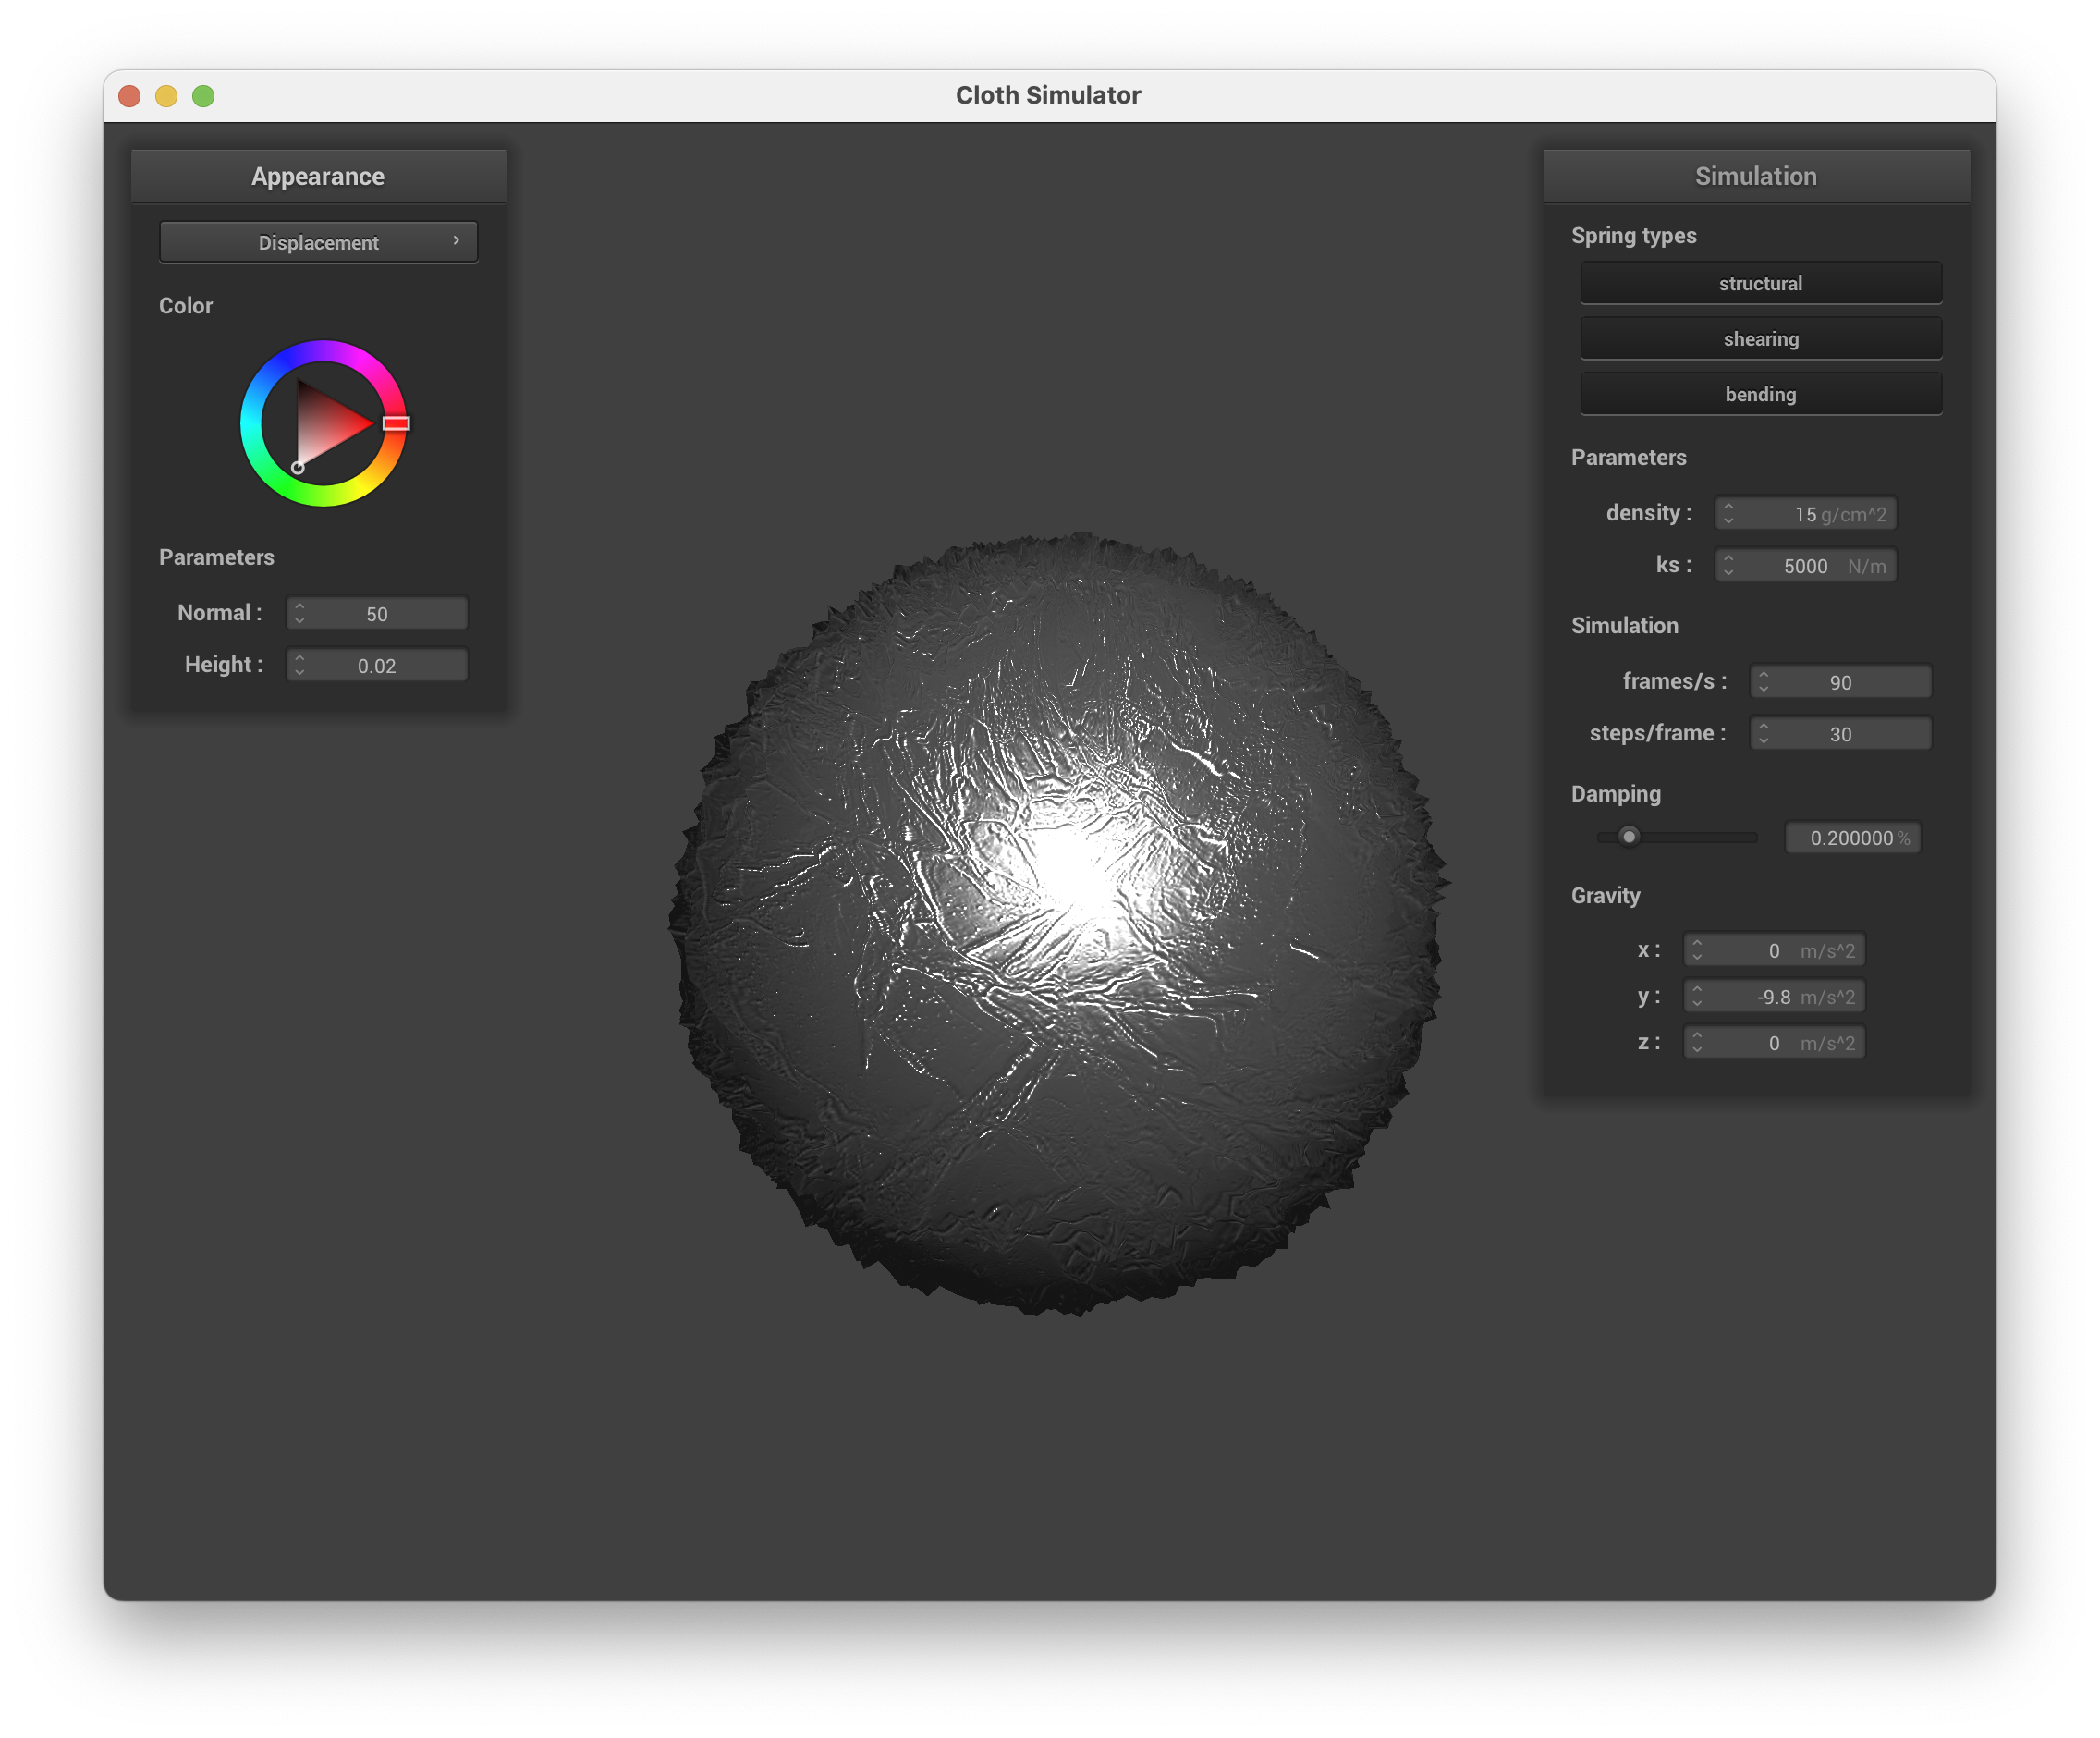 Cloth Simulator
Appearance
Displacement
Color
Parameters
Normal : 50
Height : 0.02
Simulation
Spring types
structural
shearing
bending
Parameters
density : 15 g/cm^2
ks : 5000 N/m
Simulation
frames/s : 90
steps/frame : 30
Damping
0.200000 %
Gravity
x : 0 m/s^2
y : -9.8 m/s^2
z : 0 m/s^2